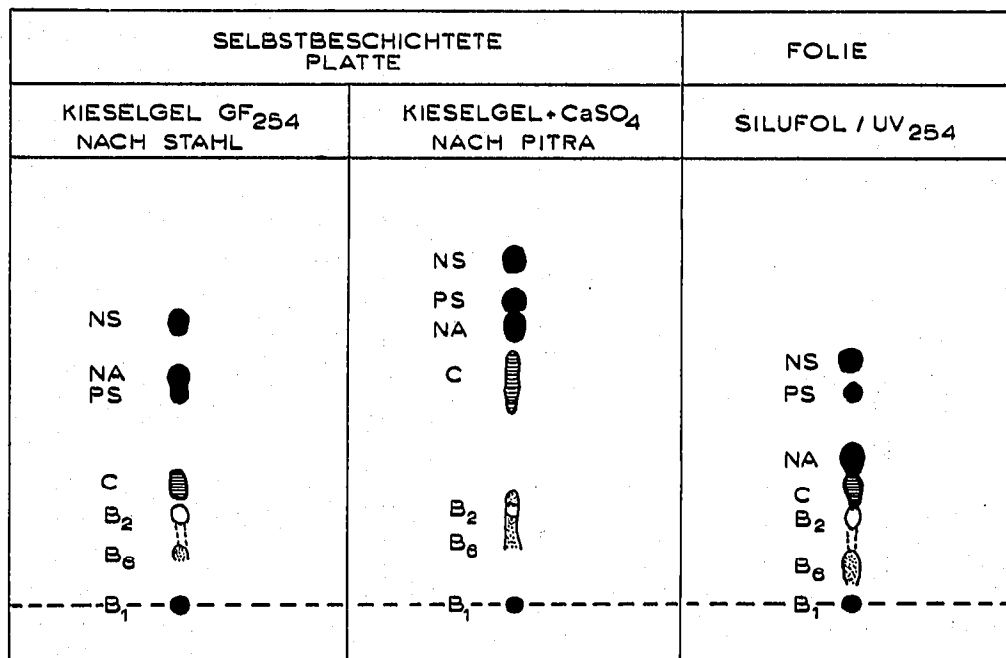 SELBSTBESCHICHTETE
PLATTE
FOLIE
KIESELGEL GF254
NACH STAHL
KIESELGEL+CaSO4
NACH PITRA
SILUFOL / UV254
NS
NA
PS
C
B2
B6
B1
NS
PS
NA
C
B2
B6
B1
NS
PS
NA
C
B2
B6
B1